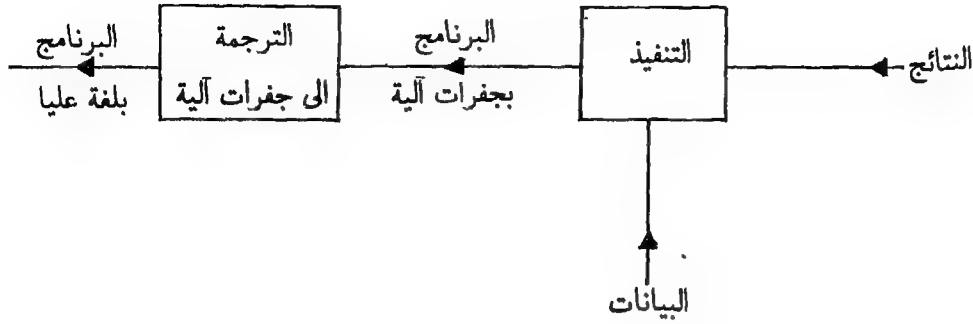 النتائج
التنفيذ
البرنامج
بجفرات آلية
الترجمة
الى جفرات آلية
البرنامج
بلغة عليا
البيانات